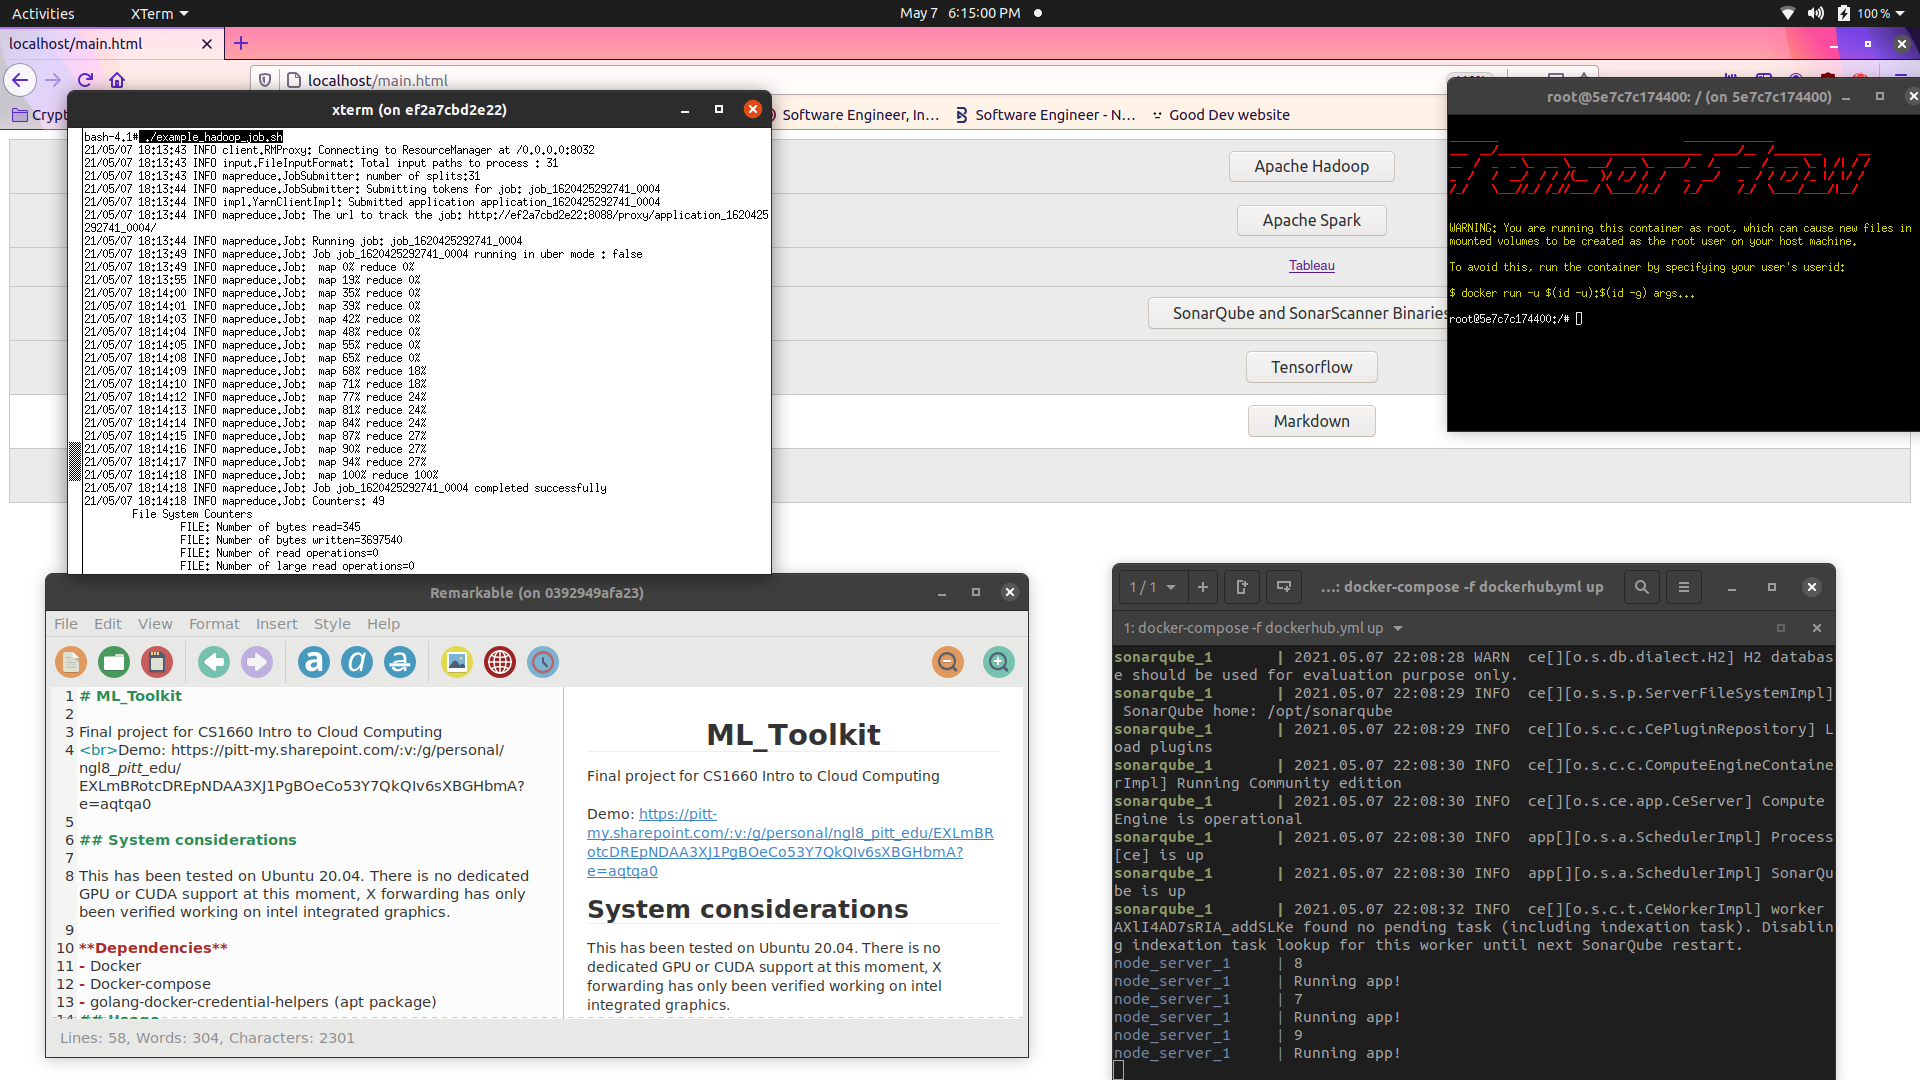 Activities
XTerm
May 7 6:15:00 PM
100 %
localhost/main.html
localhost/main.html
Crypt
Software Engineer, In...
Software Engineer - N...
Good Dev website
xterm (on ef2a7cbd2e22)
bash-4.1# ./example_hadoop_job.sh
21/05/07 18:13:43 INFO client.RMProxy: Connecting to ResourceManager at /0.0.0.0:8032
21/05/07 18:13:43 INFO input.FileInputFormat: Total input paths to process : 31
21/05/07 18:13:43 INFO mapreduce.JobSubmitter: number of splits:31
21/05/07 18:13:44 INFO mapreduce.JobSubmitter: Submitting tokens for job: job_1620425292741_0004
21/05/07 18:13:44 INFO impl.YarnClientImpl: Submitted application application_1620425292741_0004
21/05/07 18:13:44 INFO mapreduce.Job: The url to track the job: http://ef2a7cbd2e22:8088/proxy/application_1620425
292741_0004/
21/05/07 18:13:44 INFO mapreduce.Job: Running job: job_1620425292741_0004
21/05/07 18:13:49 INFO mapreduce.Job: Job job_1620425292741_0004 running in uber mode : false
21/05/07 18:13:49 INFO mapreduce.Job:  map 0% reduce 0%
21/05/07 18:13:55 INFO mapreduce.Job:  map 19% reduce 0%
21/05/07 18:14:00 INFO mapreduce.Job:  map 35% reduce 0%
21/05/07 18:14:01 INFO mapreduce.Job:  map 39% reduce 0%
21/05/07 18:14:03 INFO mapreduce.Job:  map 42% reduce 0%
21/05/07 18:14:04 INFO mapreduce.Job:  map 48% reduce 0%
21/05/07 18:14:05 INFO mapreduce.Job:  map 55% reduce 0%
21/05/07 18:14:08 INFO mapreduce.Job:  map 65% reduce 0%
21/05/07 18:14:09 INFO mapreduce.Job:  map 68% reduce 18%
21/05/07 18:14:10 INFO mapreduce.Job:  map 71% reduce 18%
21/05/07 18:14:12 INFO mapreduce.Job:  map 77% reduce 24%
21/05/07 18:14:13 INFO mapreduce.Job:  map 81% reduce 24%
21/05/07 18:14:14 INFO mapreduce.Job:  map 84% reduce 24%
21/05/07 18:14:15 INFO mapreduce.Job:  map 87% reduce 27%
21/05/07 18:14:16 INFO mapreduce.Job:  map 90% reduce 27%
21/05/07 18:14:17 INFO mapreduce.Job:  map 94% reduce 27%
21/05/07 18:14:18 INFO mapreduce.Job:  map 100% reduce 100%
21/05/07 18:14:18 INFO mapreduce.Job: Job job_1620425292741_0004 completed successfully
21/05/07 18:14:18 INFO mapreduce.Job: Counters: 49
File System Counters
FILE: Number of bytes read=345
FILE: Number of bytes written=3697540
FILE: Number of read operations=0
FILE: Number of large read operations=0
Apache Hadoop
Apache Spark
Tableau
SonarQube and SonarScanner Binaries
Tensorflow
Markdown
root@5e7c7c174400: / (on 5e7c7c174400)
WARNING: You are running this container as root, which can cause new files in
mounted volumes to be created as the root user on your host machine.
To avoid this, run the container by specifying your user's userid:
$ docker run -u $(id -u):$(id -g) args...
root@5e7c7c174400:/#
Remarkable (on 0392949afa23)
File Edit View Format Insert Style Help
1 # ML_Toolkit
2
3 Final project for CS1660 Intro to Cloud Computing
4 <br>Demo: https://pitt-my.sharepoint.com/:v:/g/personal/
ngl8_pitt_edu/
EXLmBRotcDREpNDAA3XJ1PgBOeCo53Y7QkQIv6sXBGHbmA?
e=aqtqa0
5
6 ## System considerations
7
8 This has been tested on Ubuntu 20.04. There is no dedicated
GPU or CUDA support at this moment, X forwarding has only
been verified working on intel integrated graphics.
9
10 **Dependencies**
11 - Docker
12 - Docker-compose
13 - golang-docker-credential-helpers (apt package)
14 ## Usage
ML_Toolkit
Final project for CS1660 Intro to Cloud Computing
Demo: https://pitt-
my.sharepoint.com/:v:/g/personal/ngl8_pitt_edu/EXLmBR
otcDREpNDAA3XJ1PgBOeCo53Y7QkQIv6sXBGHbmA?
e=aqtqa0
System considerations
This has been tested on Ubuntu 20.04. There is no
dedicated GPU or CUDA support at this moment, X
forwarding has only been verified working on intel
integrated graphics.
Lines: 58, Words: 304, Characters: 2301
1 / 1
...: docker-compose -f dockerhub.yml up
1: docker-compose -f dockerhub.yml up
sonarqube_1 | 2021.05.07 22:08:28 WARN ce[][o.s.db.dialect.H2] H2 databas
e should be used for evaluation purpose only.
sonarqube_1 | 2021.05.07 22:08:29 INFO ce[][o.s.s.p.ServerFileSystemImpl]
SonarQube home: /opt/sonarqube
sonarqube_1 | 2021.05.07 22:08:29 INFO ce[][o.s.c.c.CePluginRepository] L
oad plugins
sonarqube_1 | 2021.05.07 22:08:30 INFO ce[][o.s.c.c.ComputeEngineContaine
rImpl] Running Community edition
sonarqube_1 | 2021.05.07 22:08:30 INFO ce[][o.s.ce.app.CeServer] Compute
Engine is operational
sonarqube_1 | 2021.05.07 22:08:30 INFO app[][o.s.a.SchedulerImpl] Process
[ce] is up
sonarqube_1 | 2021.05.07 22:08:30 INFO app[][o.s.a.SchedulerImpl] SonarQu
be is up
sonarqube_1 | 2021.05.07 22:08:32 INFO ce[][o.s.c.t.CeWorkerImpl] worker
AXlI4AD7sRIA_addSLKe found no pending task (including indexation task). Disablin
g indexation task lookup for this worker until next SonarQube restart.
node_server_1 | 8
node_server_1 | Running app!
node_server_1 | 7
node_server_1 | Running app!
node_server_1 | 9
node_server_1 | Running app!